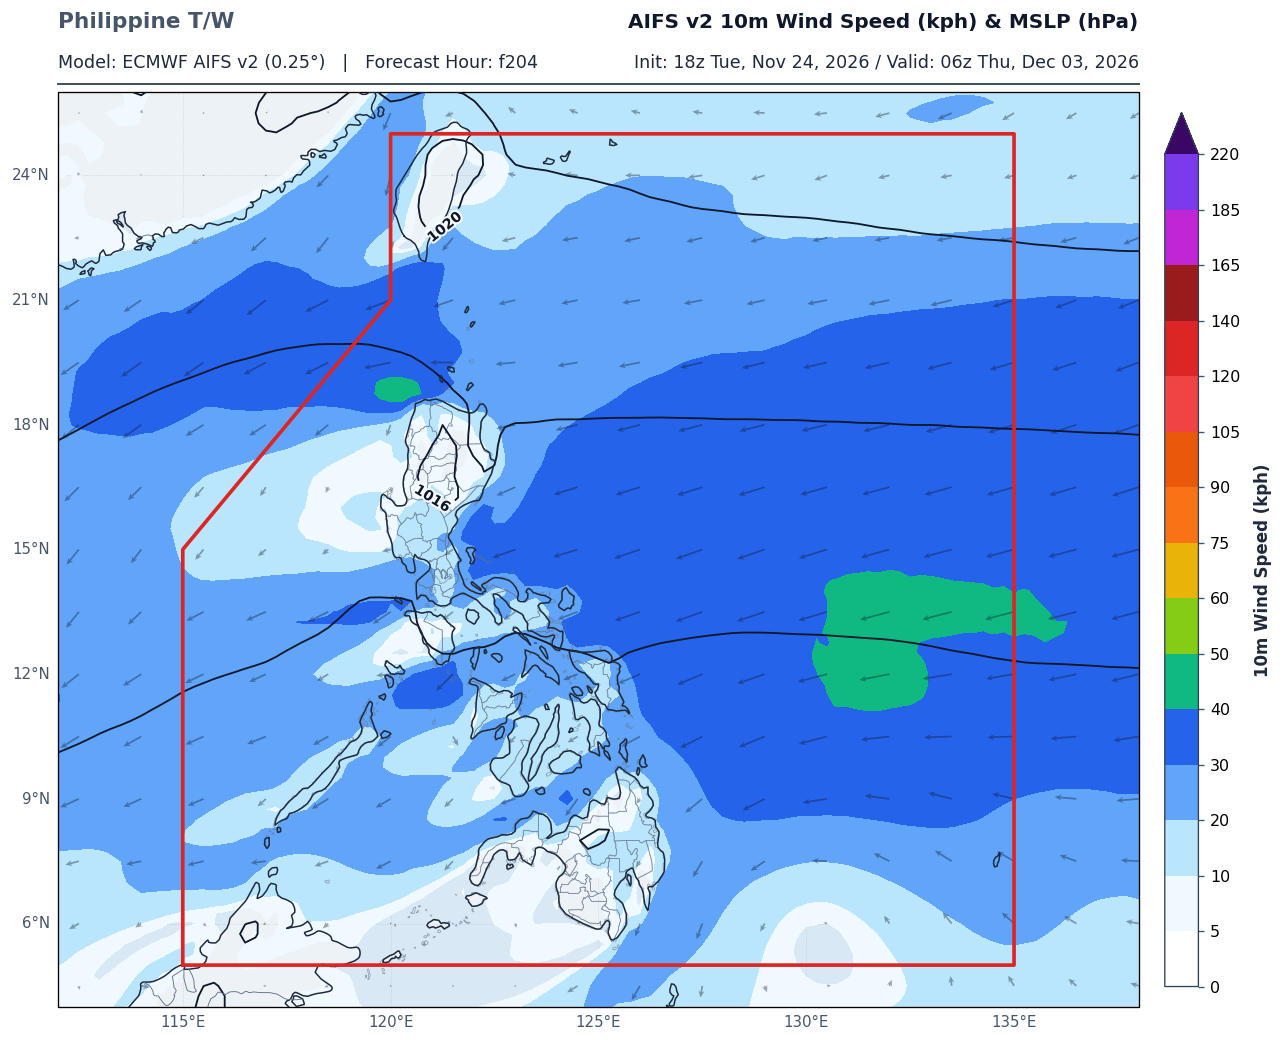 Philippine T/W
AIFS v2 10m Wind Speed (kph) & MSLP (hPa)
Model: ECMWF AIFS v2 (0.25°) | Forecast Hour: f204
Init: 18z Tue, Nov 24, 2026 / Valid: 06z Thu, Dec 03, 2026
24°N
21°N
18°N
15°N
12°N
9°N
6°N
115°E
120°E
125°E
130°E
135°E
1020
1016
220
185
165
140
120
105
90
75
60
50
40
30
20
10
5
0
10m Wind Speed (kph)